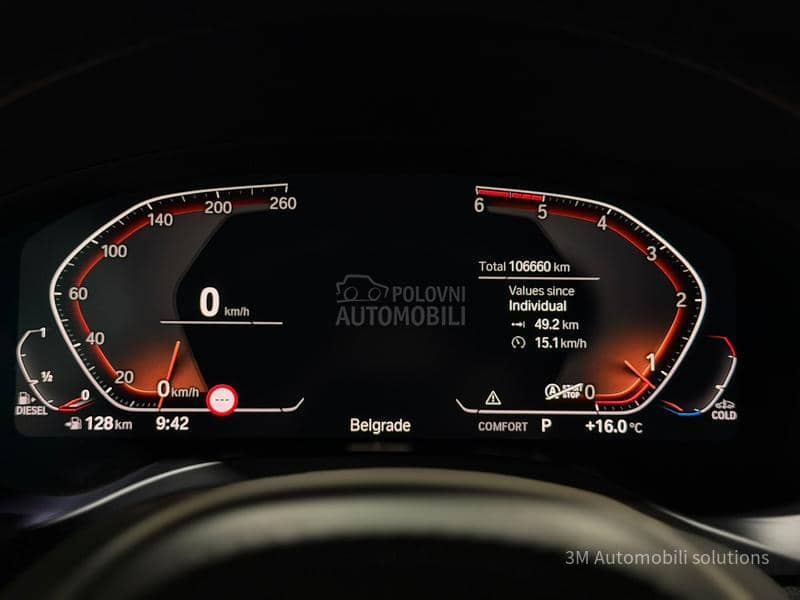 260
200
140
100
60
40
20
0 km/h
0 km/h
1
½
0
DIESEL
128 km
9:42
---
POLOVNI
AUTOMOBILI
Belgrade
6
5
4
3
2
1
0
Total 106660 km
Values since
Individual
49.2 km
15.1 km/h
A START
STOP
COMFORT
P
+16.0 °C
COLD
3M Automobili solutions